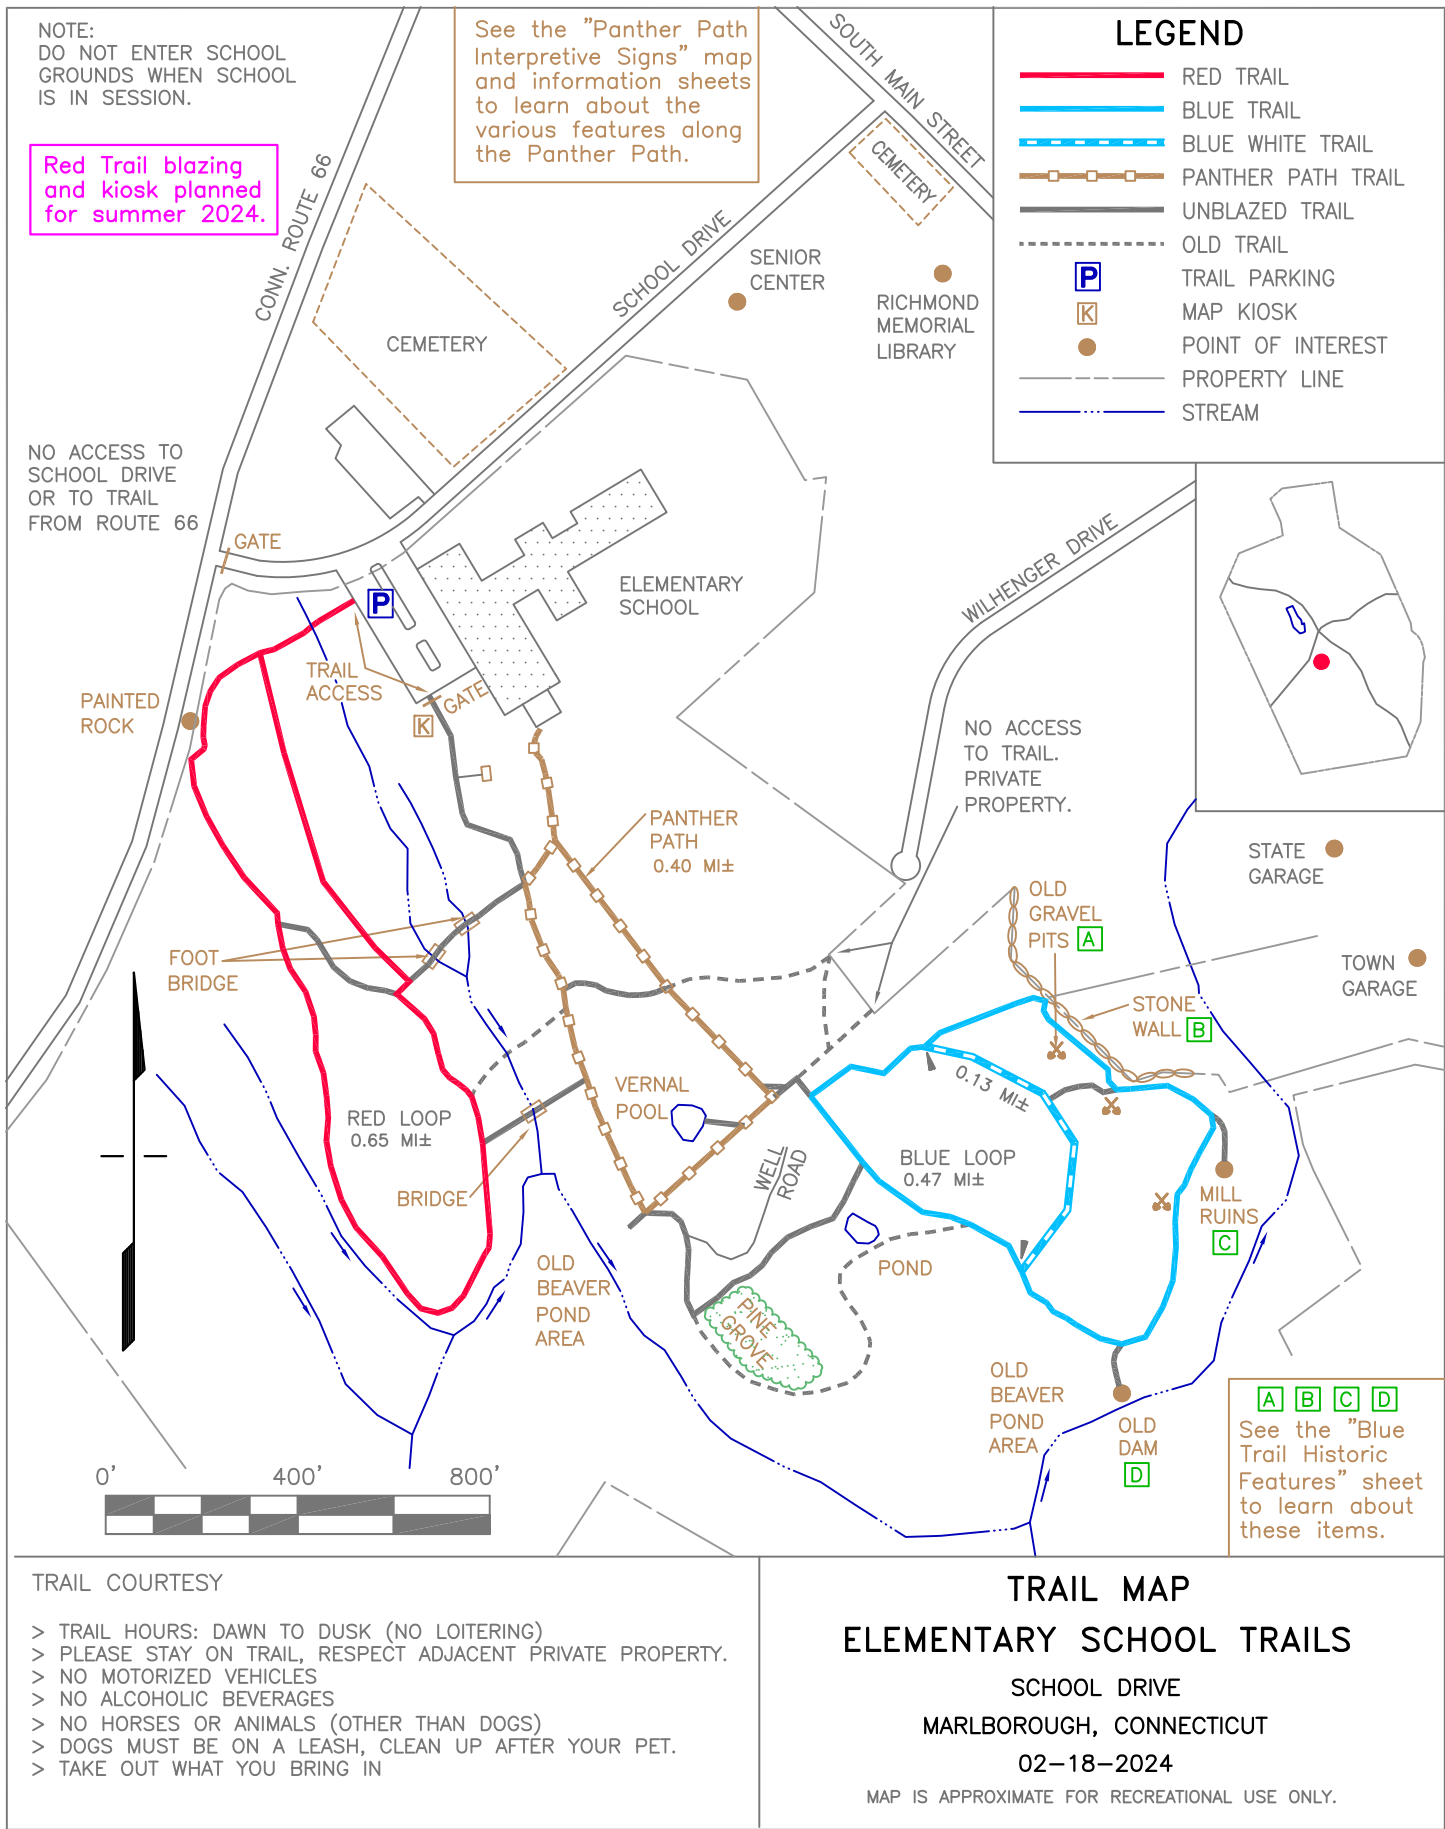 NOTE:
DO NOT ENTER SCHOOL
GROUNDS WHEN SCHOOL
IS IN SESSION.
Red Trail blazing
and kiosk planned
for summer 2024.
See the "Panther Path
Interpretive Signs" map
and information sheets
to learn about the
various features along
the Panther Path.
SOUTH MAIN STREET
CEMETERY
LEGEND
RED TRAIL
BLUE TRAIL
BLUE WHITE TRAIL
PANTHER PATH TRAIL
UNBLAZED TRAIL
OLD TRAIL
P TRAIL PARKING
K MAP KIOSK
POINT OF INTEREST
PROPERTY LINE
STREAM
CONN. ROUTE 66
SCHOOL DRIVE
SENIOR
CENTER
RICHMOND
MEMORIAL
LIBRARY
CEMETERY
NO ACCESS TO
SCHOOL DRIVE
OR TO TRAIL
FROM ROUTE 66
GATE
P
ELEMENTARY
SCHOOL
WILHENGER DRIVE
TRAIL
ACCESS
GATE
K
PAINTED
ROCK
NO ACCESS
TO TRAIL.
PRIVATE
PROPERTY.
PANTHER
PATH
0.40 MI±
STATE
GARAGE
OLD
GRAVEL
PITS A
FOOT
BRIDGE
TOWN
GARAGE
STONE
WALL B
0.13 MI±
VERNAL
POOL
RED LOOP
0.65 MI±
WELL
ROAD
BLUE LOOP
0.47 MI±
BRIDGE
MILL
RUINS
C
OLD
BEAVER
POND
AREA
POND
PINE
GROVE
OLD
BEAVER
POND
AREA
OLD
DAM
D
A B C D
See the "Blue
Trail Historic
Features" sheet
to learn about
these items.
0' 400' 800'
TRAIL COURTESY
> TRAIL HOURS: DAWN TO DUSK (NO LOITERING)
> PLEASE STAY ON TRAIL, RESPECT ADJACENT PRIVATE PROPERTY.
> NO MOTORIZED VEHICLES
> NO ALCOHOLIC BEVERAGES
> NO HORSES OR ANIMALS (OTHER THAN DOGS)
> DOGS MUST BE ON A LEASH, CLEAN UP AFTER YOUR PET.
> TAKE OUT WHAT YOU BRING IN
TRAIL MAP
ELEMENTARY SCHOOL TRAILS
SCHOOL DRIVE
MARLBOROUGH, CONNECTICUT
02-18-2024
MAP IS APPROXIMATE FOR RECREATIONAL USE ONLY.